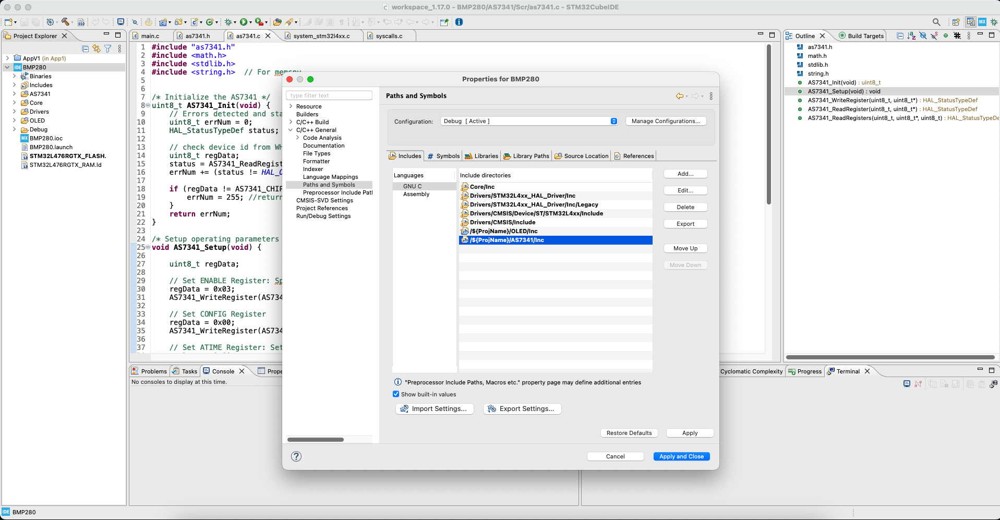 workspace_1.17.0 - BMP280/AS7341/Scr/as7341.c - STM32CubeIDE
Project Explorer
AppV1 (in App1)
BMP280
Binaries
Includes
AS7341
Core
Drivers
OLED
Debug
BMP280.ioc
BMP280.launch
STM32L476RGTX_FLASH.
STM32L476RGTX_RAM.ld
main.c
as7341.h
as7341.c
system_stm32l4xx.c
syscalls.c
1 #include "as7341.h"
2 #include <math.h>
3 #include <stdlib.h>
4 #include <string.h>  // For memcpy
5
6
7 /* Initialize the AS7341 */
8 uint8_t AS7341_Init(void) {
9     // Errors detected and sta
10     uint8_t errNum = 0;
11     HAL_StatusTypeDef status;
12
13     // check device id from WH
14     uint8_t regData;
15     status = AS7341_ReadRegist
16     errNum += (status != HAL_O
17
18     if (regData != AS7341_CHIP
19         errNum = 255; //return
20     }
21     return errNum;
22 }
23
24 /* Setup operating parameters
25 void AS7341_Setup(void) {
26
27     uint8_t regData;
28
29     // Set ENABLE Register: Sp
30     regData = 0x03;
31     AS7341_WriteRegister(AS734
32
33     // Set CONFIG Register
34     regData = 0x00;
35     AS7341_WriteRegister(AS734
36
37     // Set ATIME Register: Set
Properties for BMP280
type filter text
Resource
Builders
C/C++ Build
C/C++ General
Code Analysis
Documentation
File Types
Formatter
Indexer
Language Mappings
Paths and Symbols
Preprocessor Include Path
CMSIS-SVD Settings
Project References
Run/Debug Settings
Paths and Symbols
Configuration: Debug [ Active ] Manage Configurations...
Includes # Symbols Libraries Library Paths Source Location References
Languages
GNU C
Assembly
Include directories
Core/Inc
Drivers/STM32L4xx_HAL_Driver/Inc
Drivers/STM32L4xx_HAL_Driver/Inc/Legacy
Drivers/CMSIS/Device/ST/STM32L4xx/Include
Drivers/CMSIS/Include
/${ProjName}/OLED/Inc
/${ProjName}/AS7341/Inc
Add...
Edit...
Delete
Export
Move Up
Move Down
"Preprocessor Include Paths, Macros etc." property page may define additional entries
Show built-in values
Import Settings... Export Settings...
Restore Defaults Apply
Cancel Apply and Close
Outline Build Targets
as7341.h
math.h
stdlib.h
string.h
AS7341_Init(void) : uint8_t
AS7341_Setup(void) : void
AS7341_WriteRegister(uint8_t, uint8_t*) : HAL_StatusTypeDef
AS7341_ReadRegister(uint8_t, uint8_t*) : HAL_StatusTypeDef
AS7341_ReadRegisters(uint8_t, uint8_t*, uint8_t) : HAL_StatusTypeDe
Problems Tasks Console Prope
No consoles to display at this time.
Cyclomatic Complexity Progress Terminal
IDE BMP280